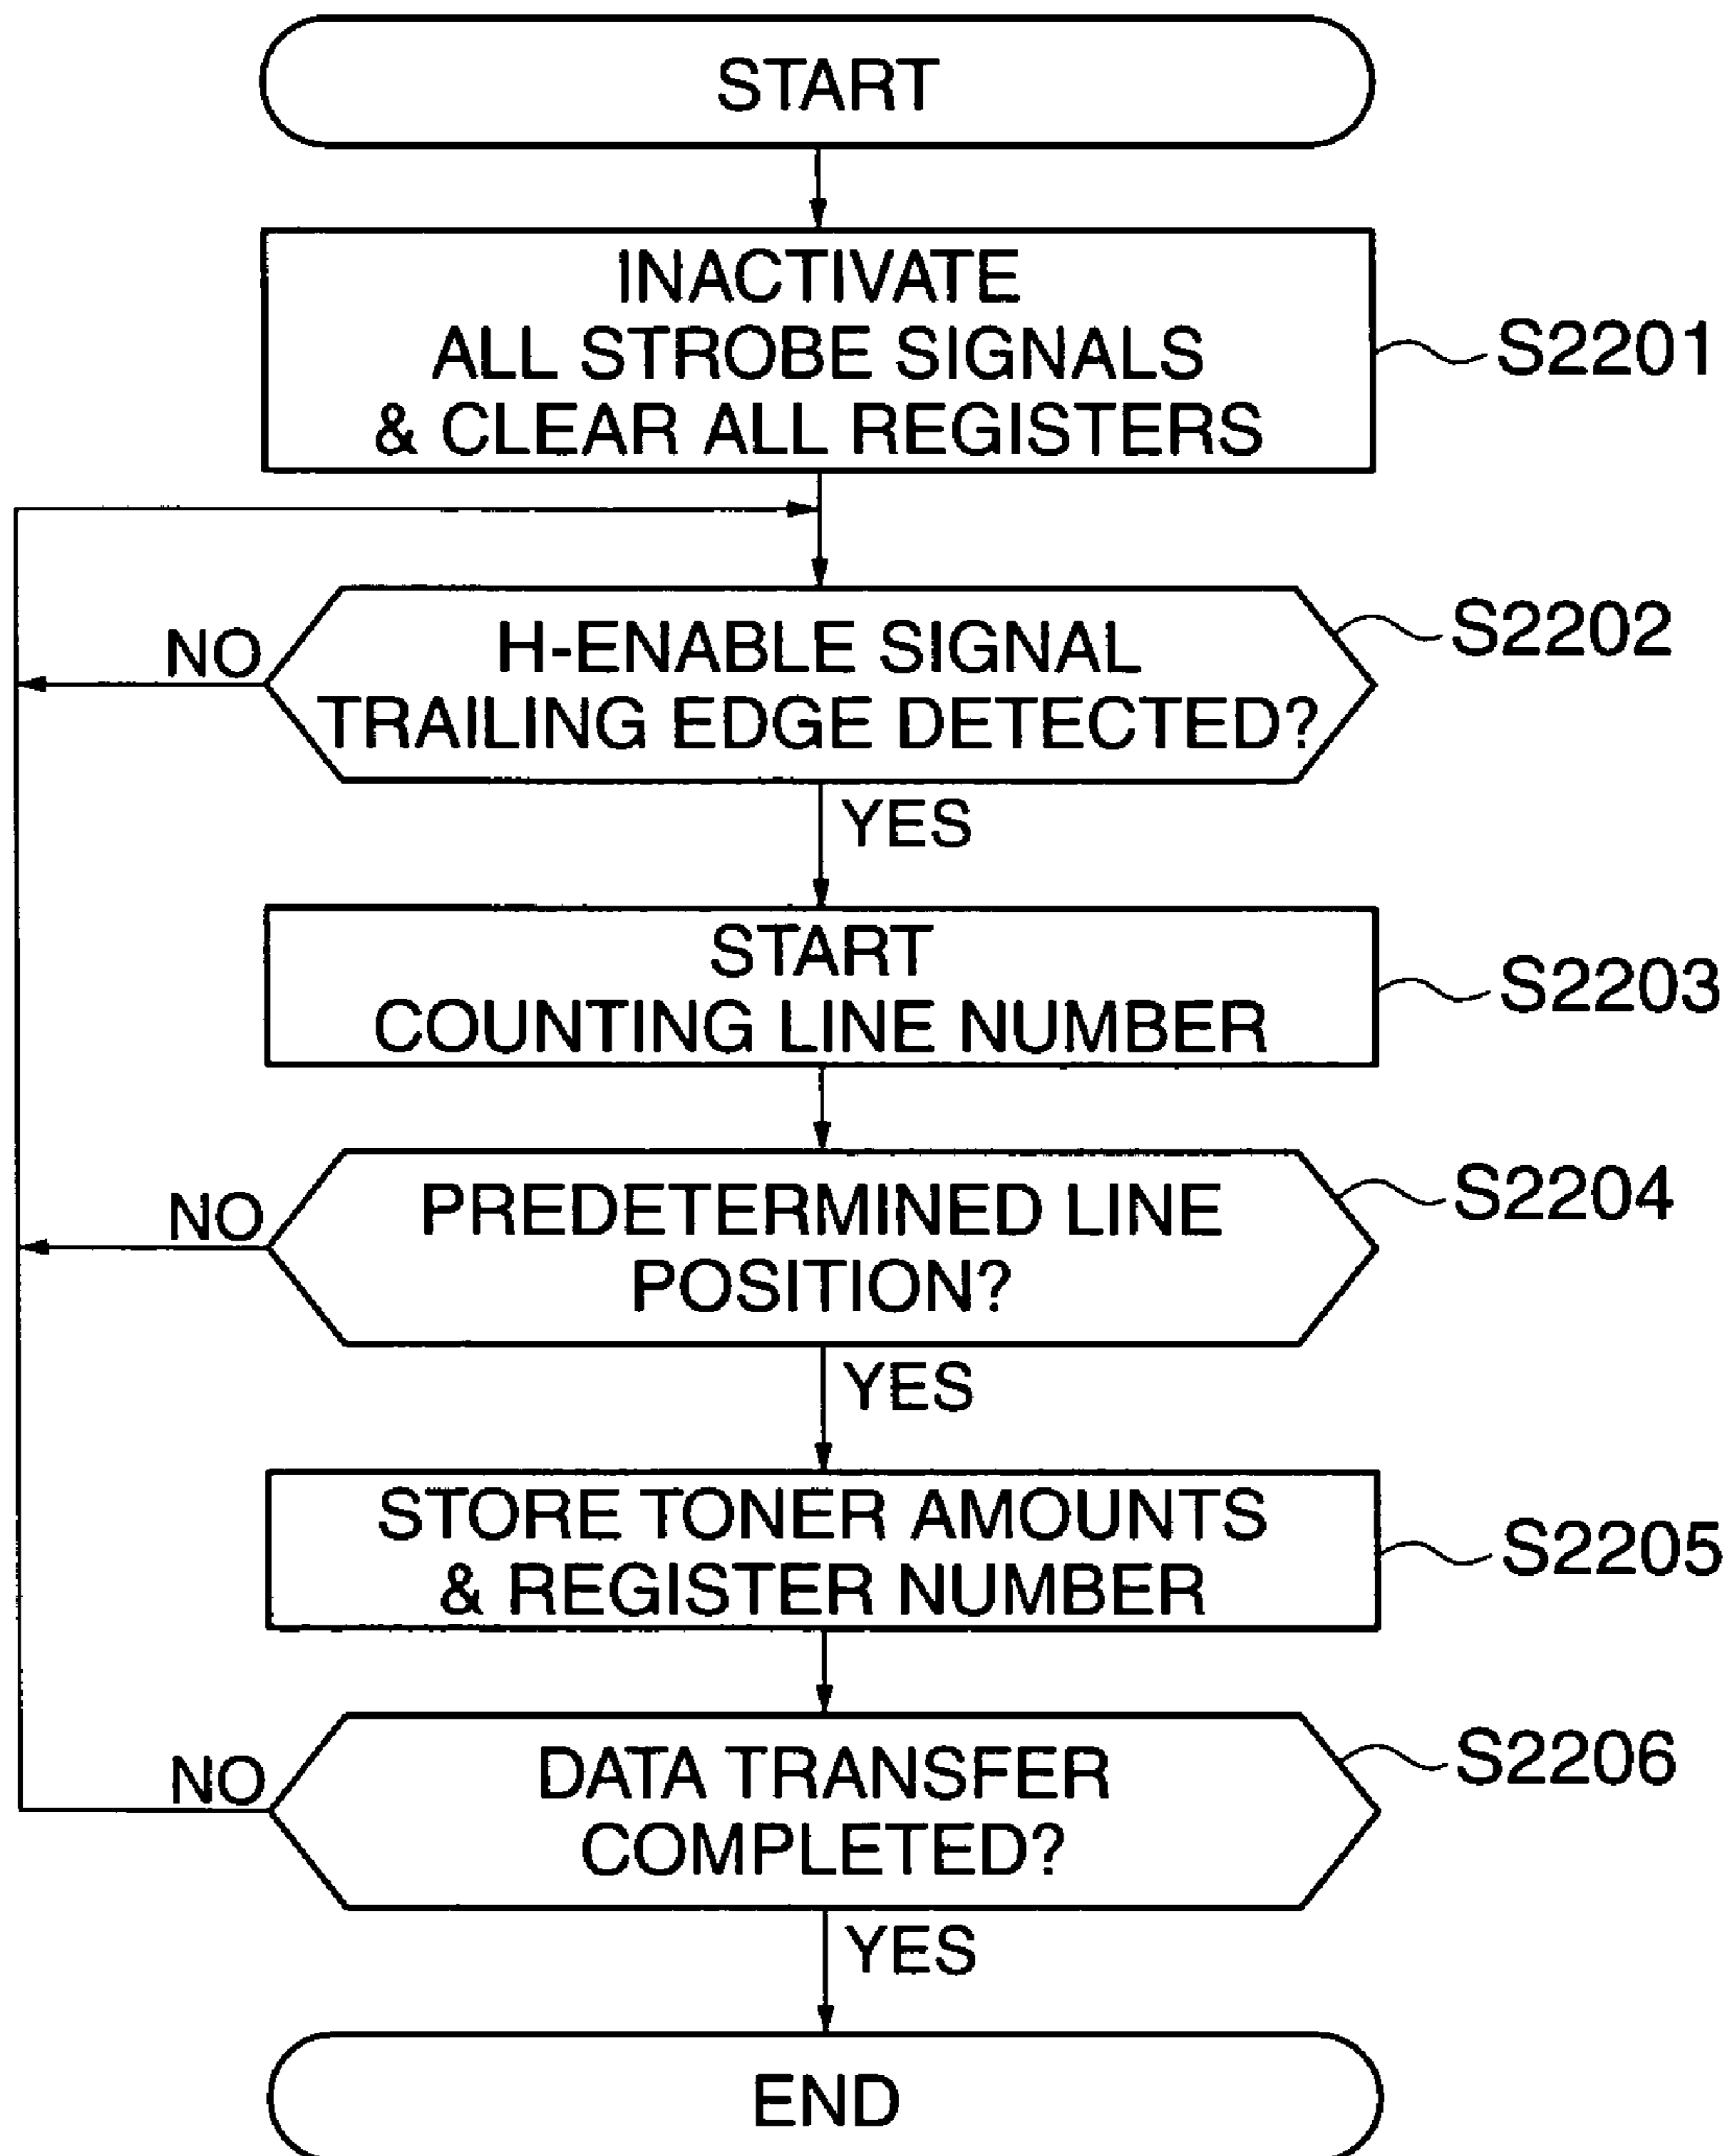 START
INACTIVATE
ALL STROBE SIGNALS
& CLEAR ALL REGISTERS
S2201
H-ENABLE SIGNAL
TRAILING EDGE DETECTED?
S2202
NO
YES
START
COUNTING LINE NUMBER
S2203
PREDETERMINED LINE
POSITION?
S2204
NO
YES
STORE TONER AMOUNTS
& REGISTER NUMBER
S2205
DATA TRANSFER
COMPLETED?
S2206
NO
YES
END